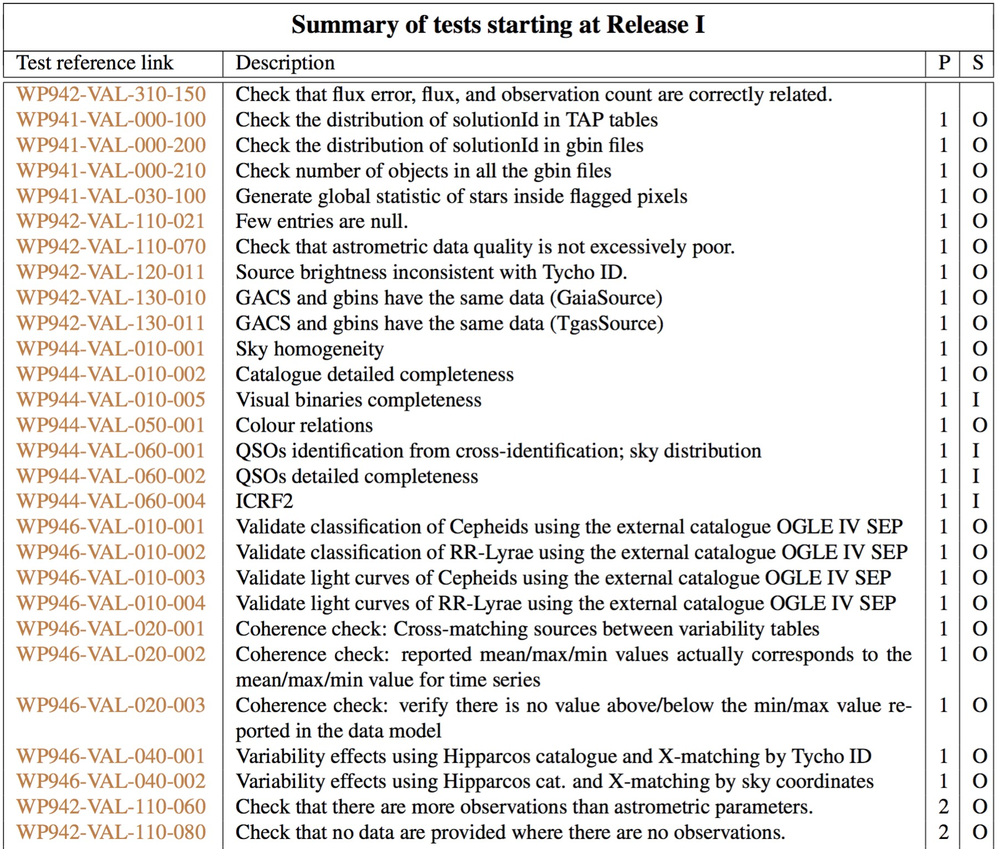 Summary of tests starting at Release I
Test reference link Description P S
WP942-VAL-310-150 Check that flux error, flux, and observation count are correctly related.
WP941-VAL-000-100 Check the distribution of solutionId in TAP tables 1 O
WP941-VAL-000-200 Check the distribution of solutionId in gbin files 1 O
WP941-VAL-000-210 Check number of objects in all the gbin files 1 O
WP941-VAL-030-100 Generate global statistic of stars inside flagged pixels 1 O
WP942-VAL-110-021 Few entries are null. 1 O
WP942-VAL-110-070 Check that astrometric data quality is not excessively poor. 1 O
WP942-VAL-120-011 Source brightness inconsistent with Tycho ID. 1 O
WP942-VAL-130-010 GACS and gbins have the same data (GaiaSource) 1 O
WP942-VAL-130-011 GACS and gbins have the same data (TgasSource) 1 O
WP944-VAL-010-001 Sky homogeneity 1 O
WP944-VAL-010-002 Catalogue detailed completeness 1 O
WP944-VAL-010-005 Visual binaries completeness 1 I
WP944-VAL-050-001 Colour relations 1 O
WP944-VAL-060-001 QSOs identification from cross-identification; sky distribution 1 I
WP944-VAL-060-002 QSOs detailed completeness 1 I
WP944-VAL-060-004 ICRF2 1 I
WP946-VAL-010-001 Validate classification of Cepheids using the external catalogue OGLE IV SEP 1 O
WP946-VAL-010-002 Validate classification of RR-Lyrae using the external catalogue OGLE IV SEP 1 O
WP946-VAL-010-003 Validate light curves of Cepheids using the external catalogue OGLE IV SEP 1 O
WP946-VAL-010-004 Validate light curves of RR-Lyrae using the external catalogue OGLE IV SEP 1 O
WP946-VAL-020-001 Coherence check: Cross-matching sources between variability tables 1 O
WP946-VAL-020-002 Coherence check: reported mean/max/min values actually corresponds to the 1 O
mean/max/min value for time series
WP946-VAL-020-003 Coherence check: verify there is no value above/below the min/max value re- 1 O
ported in the data model
WP946-VAL-040-001 Variability effects using Hipparcos catalogue and X-matching by Tycho ID 1 O
WP946-VAL-040-002 Variability effects using Hipparcos cat. and X-matching by sky coordinates 1 O
WP942-VAL-110-060 Check that there are more observations than astrometric parameters. 2 O
WP942-VAL-110-080 Check that no data are provided where there are no observations. 2 O